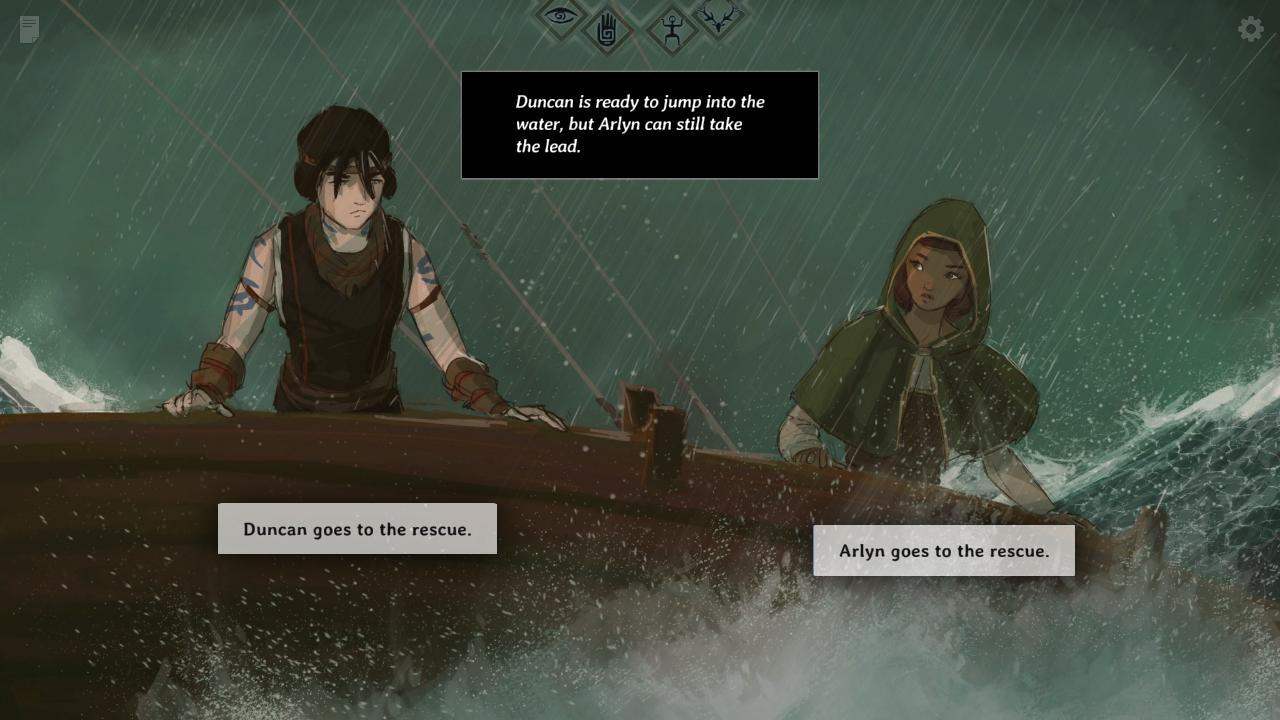 Duncan is ready to jump into the
water, but Arlyn can still take
the lead.
Duncan goes to the rescue.
Arlyn goes to the rescue.